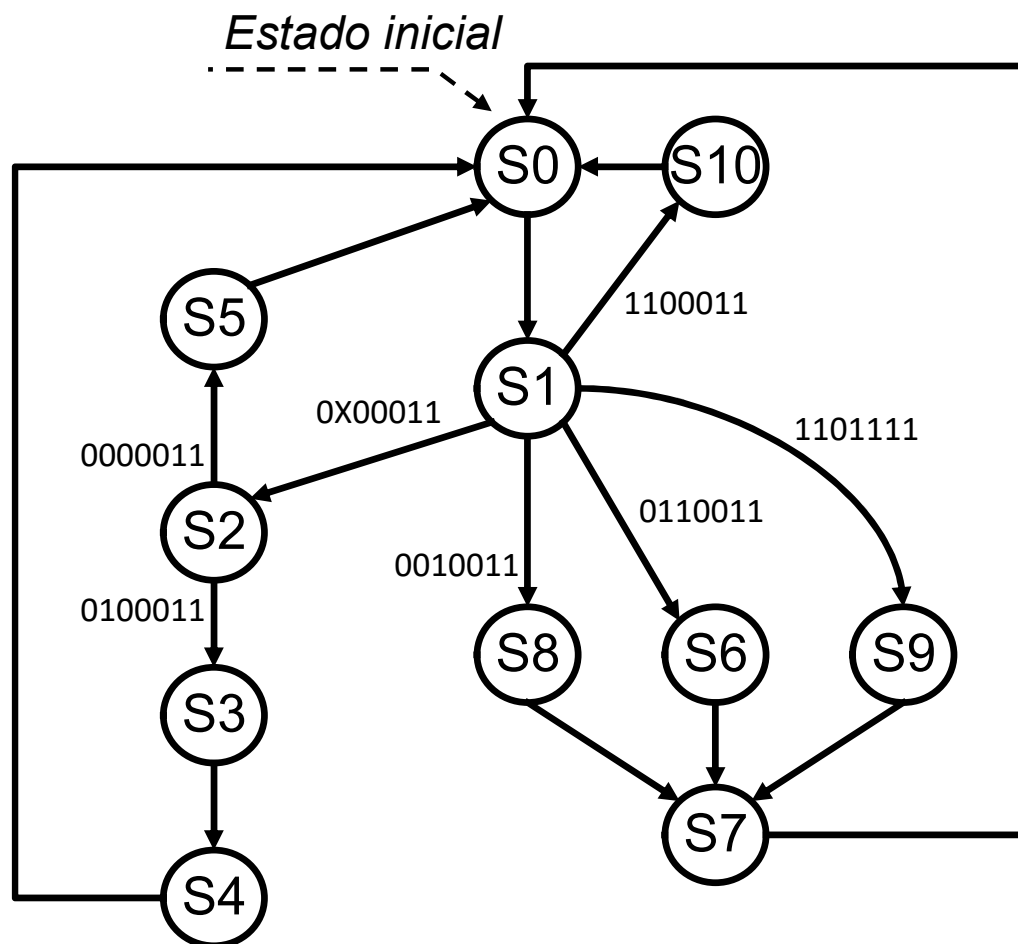 Estado inicial
S0
S10
S5
1100011
S1
0X00011
1101111
0000011
S2
0110011
0010011
0100011
S8
S6
S9
S3
S7
S4